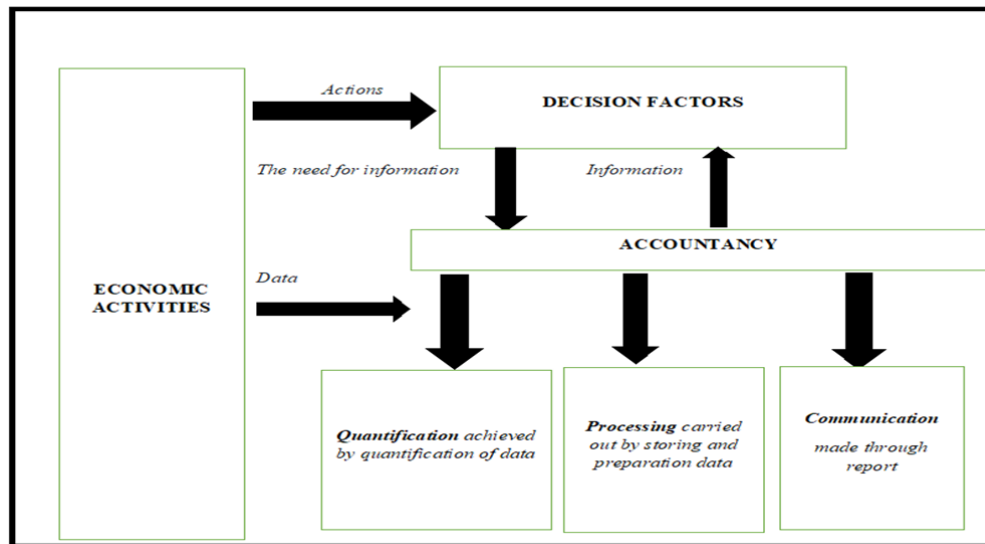 Actions
DECISION FACTORS
The need for information
Information
ACCOUNTANCY
Data
ECONOMIC
ACTIVITIES
Quantification achieved
by quantification of data
Processing carried
out by storing and
preparation data
Communication
made through
report